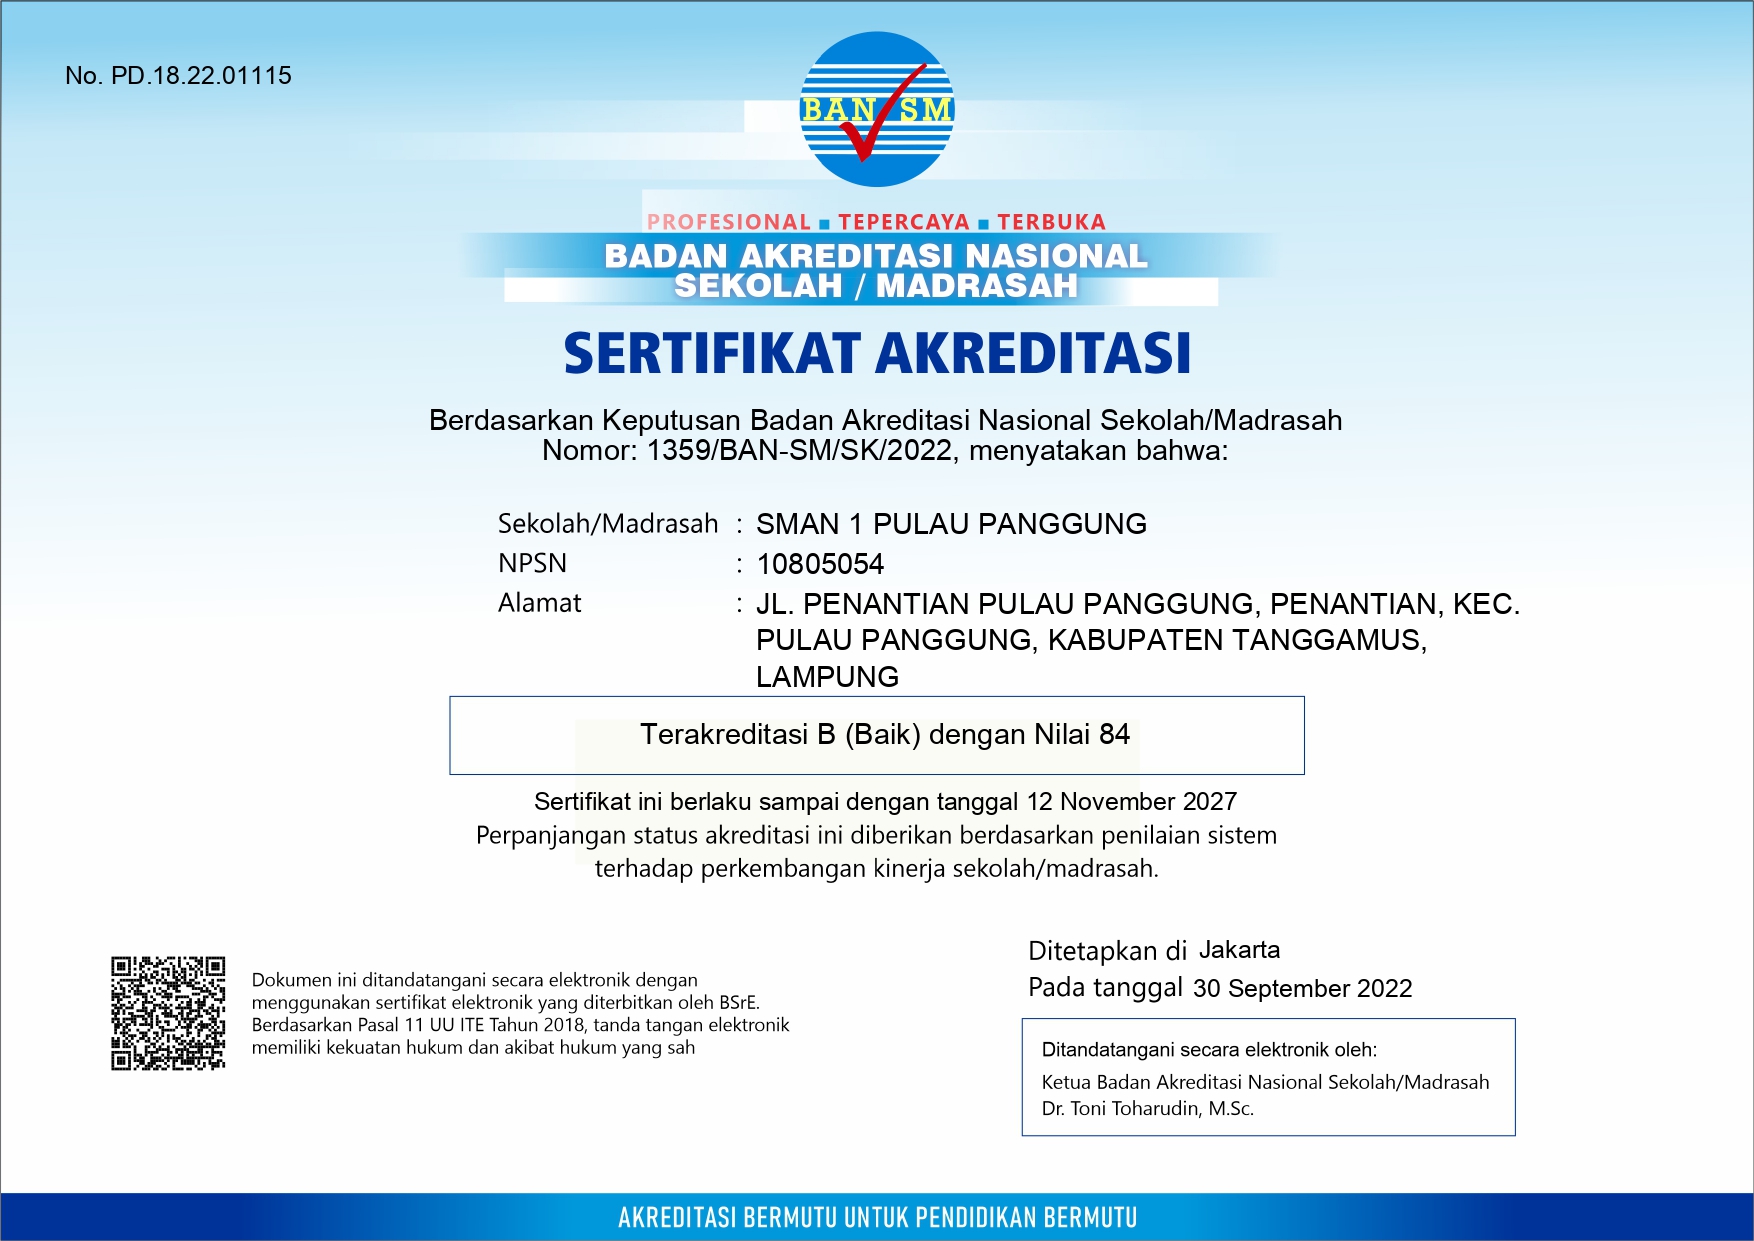 No. PD.18.22.01115
BAN SM
PROFESIONAL ▪ TEPERCAYA ▪ TERBUKA
BADAN AKREDITASI NASIONAL
SEKOLAH / MADRASAH
SERTIFIKAT AKREDITASI
Berdasarkan Keputusan Badan Akreditasi Nasional Sekolah/Madrasah
Nomor: 1359/BAN-SM/SK/2022, menyatakan bahwa:
Sekolah/Madrasah : SMAN 1 PULAU PANGGUNG
NPSN : 10805054
Alamat : JL. PENANTIAN PULAU PANGGUNG, PENANTIAN, KEC.
PULAU PANGGUNG, KABUPATEN TANGGAMUS,
LAMPUNG
Terakreditasi B (Baik) dengan Nilai 84
Sertifikat ini berlaku sampai dengan tanggal 12 November 2027
Perpanjangan status akreditasi ini diberikan berdasarkan penilaian sistem
terhadap perkembangan kinerja sekolah/madrasah.
Dokumen ini ditandatangani secara elektronik dengan
menggunakan sertifikat elektronik yang diterbitkan oleh BSrE.
Berdasarkan Pasal 11 UU ITE Tahun 2018, tanda tangan elektronik
memiliki kekuatan hukum dan akibat hukum yang sah
Ditetapkan di Jakarta
Pada tanggal 30 September 2022
Ditandatangani secara elektronik oleh:
Ketua Badan Akreditasi Nasional Sekolah/Madrasah
Dr. Toni Toharudin, M.Sc.
AKREDITASI BERMUTU UNTUK PENDIDIKAN BERMUTU